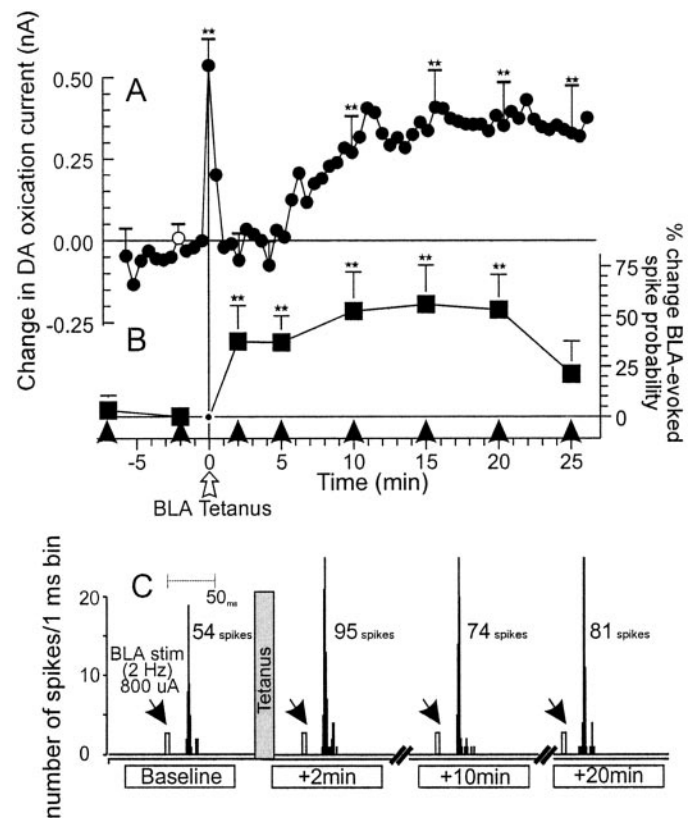 A
B
Change in DA oxication current (nA)
0.50
0.25
0.00
-0.25
**
**
**
**
**
**
**
**
**
**
% change BLA-evoked
spike probability
75
50
25
0
-5
0
5
10
15
20
25
Time (min)
BLA Tetanus
C
number of spikes/1 ms bin
20
10
0
50 ms
BLA stim
(2 Hz)
800 uA
54 spikes
Tetanus
95 spikes
74 spikes
81 spikes
Baseline
+2min
+10min
+20min